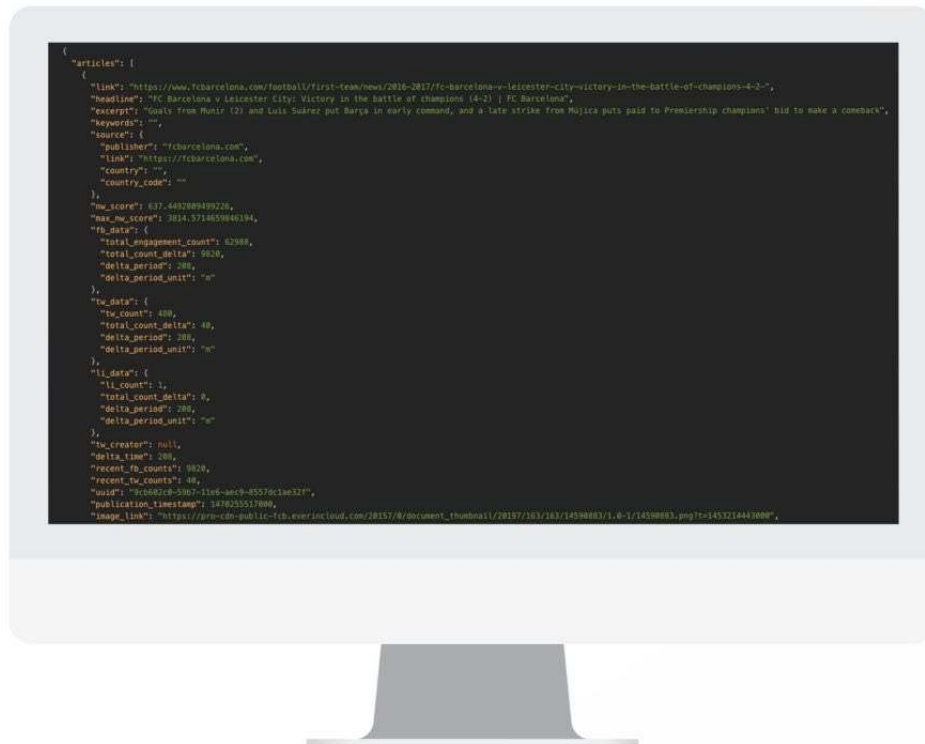 {
"articles": [
{
"link": "https://www.fcbarcelona.com/football/first-team/news/2016-2017/fc-barcelona-v-leicester-city-victory-in-the-battle-of-champions-4-2-",
"headline": "FC Barcelona v Leicester City: Victory in the battle of champions (4-2) | FC Barcelona",
"excerpt": "Goals from Munir (2) and Luis Suárez put Barça in early command, and a late strike from Mújica puts paid to Premiership champions' bid to make a comeback",
"keywords": "",
"source": {
"publisher": "fcbarcelona.com",
"link": "https://fcbarcelona.com",
"country": "",
"country_code": ""
},
"nw_score": 637.4492809499226,
"max_nw_score": 3814.5714659846194,
"fb_data": {
"total_engagement_count": 62988,
"total_count_delta": 9820,
"delta_period": 208,
"delta_period_unit": "m"
},
"tw_data": {
"tw_count": 480,
"total_count_delta": 40,
"delta_period": 208,
"delta_period_unit": "m"
},
"li_data": {
"li_count": 1,
"total_count_delta": 0,
"delta_period": 208,
"delta_period_unit": "m"
},
"tw_creator": null,
"delta_time": 208,
"recent_fb_counts": 9820,
"recent_tw_counts": 40,
"uuid": "9cb602c0-59b7-11e6-aec9-8557dc1ae32f",
"publication_timestamp": 1470255517000,
"image_link": "https://pro-cdn-public-fcb.everincloud.com/20157/0/document_thumbnail/20197/163/163/14590883/1.0-1/14590883.png?t=1453214443000",